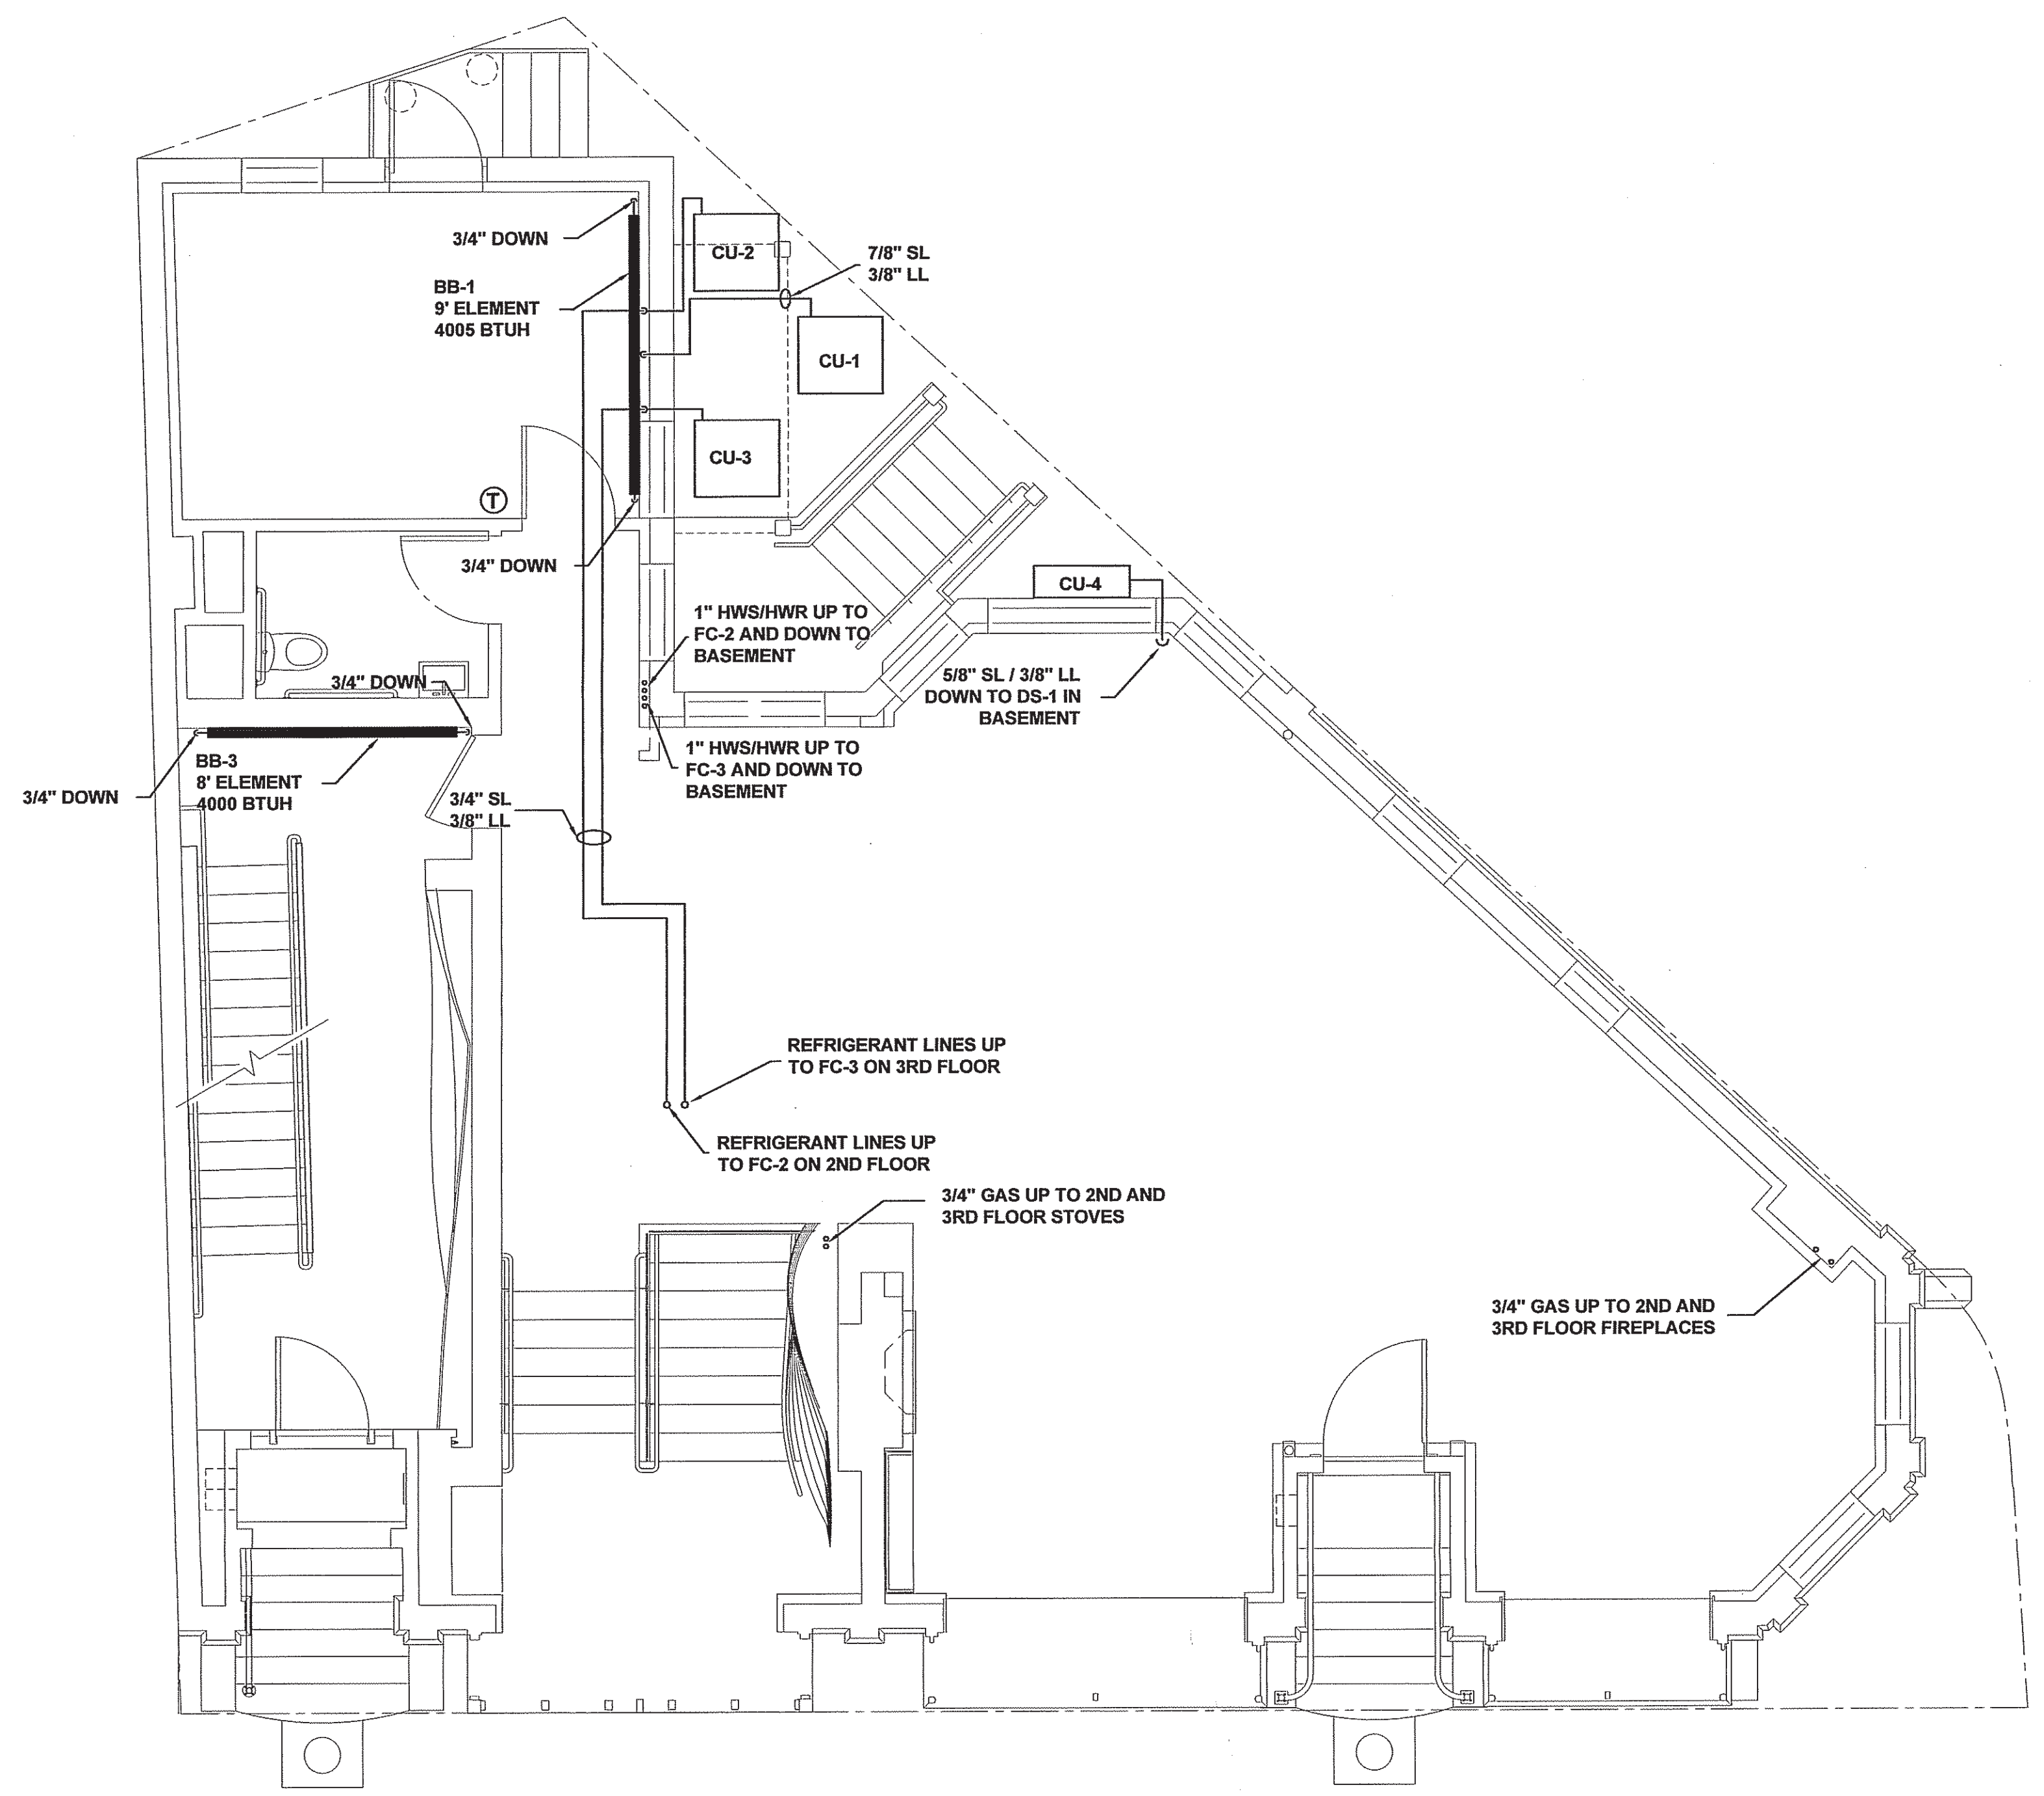 3/4" DOWN
CU-2
7/8" SL
3/8" LL
BB-1
9' ELEMENT
4005 BTUH
CU-1
CU-3
T
3/4" DOWN
CU-4
1" HWS/HWR UP TO
FC-2 AND DOWN TO
BASEMENT
3/4" DOWN
5/8" SL / 3/8" LL
DOWN TO DS-1 IN
BASEMENT
BB-3
8' ELEMENT
4000 BTUH
3/4" DOWN
1" HWS/HWR UP TO
FC-3 AND DOWN TO
BASEMENT
3/4" SL
3/8" LL
REFRIGERANT LINES UP
TO FC-3 ON 3RD FLOOR
REFRIGERANT LINES UP
TO FC-2 ON 2ND FLOOR
3/4" GAS UP TO 2ND AND
3RD FLOOR STOVES
3/4" GAS UP TO 2ND AND
3RD FLOOR FIREPLACES